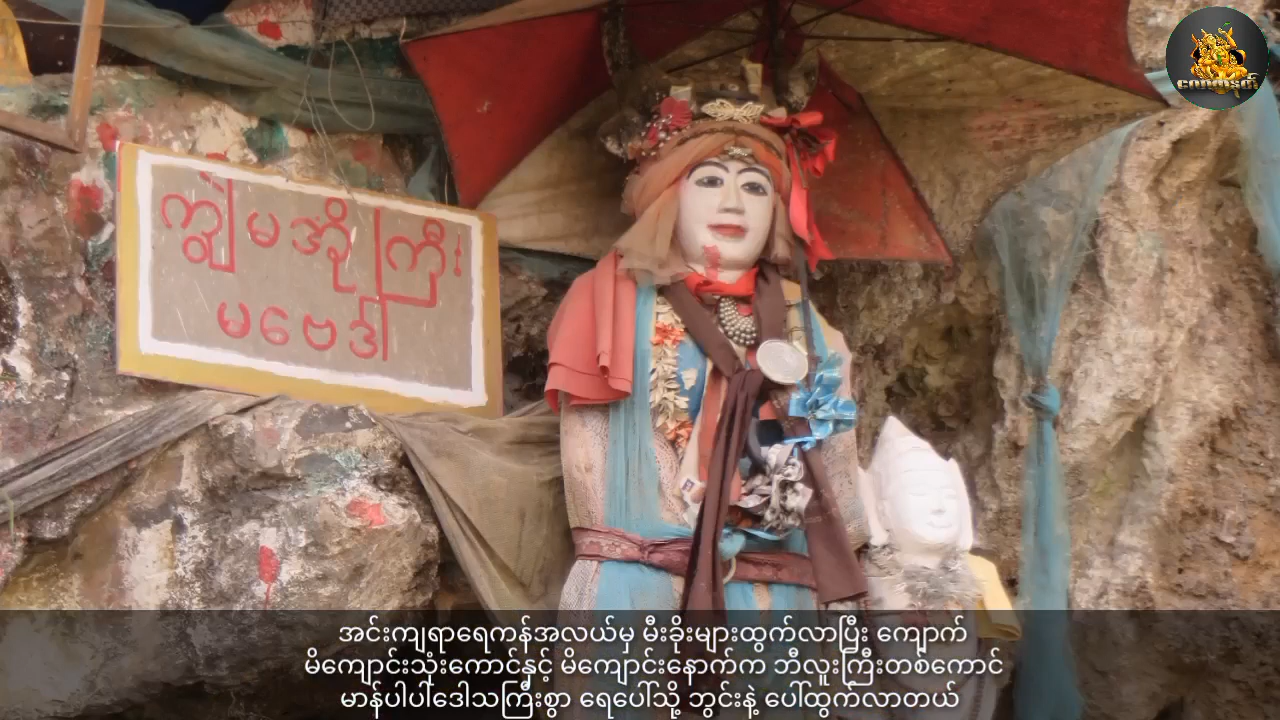 ကျွဲမအိုကြီး
မဗေဒါ
အင်းကျရာရေကန်အလယ်မှ မီးခိုးများထွက်လာပြီး ကျောက်
မိကျောင်းသုံးကောင်နှင့် မိကျောင်းနောက်က ဘီလူးကြီးတစ်ကောင်
မာန်ပါပါဒေါသကြီးစွာ ရေပေါ်သို့ ဘွင်းနဲ့ ပေါ်ထွက်လာတယ်